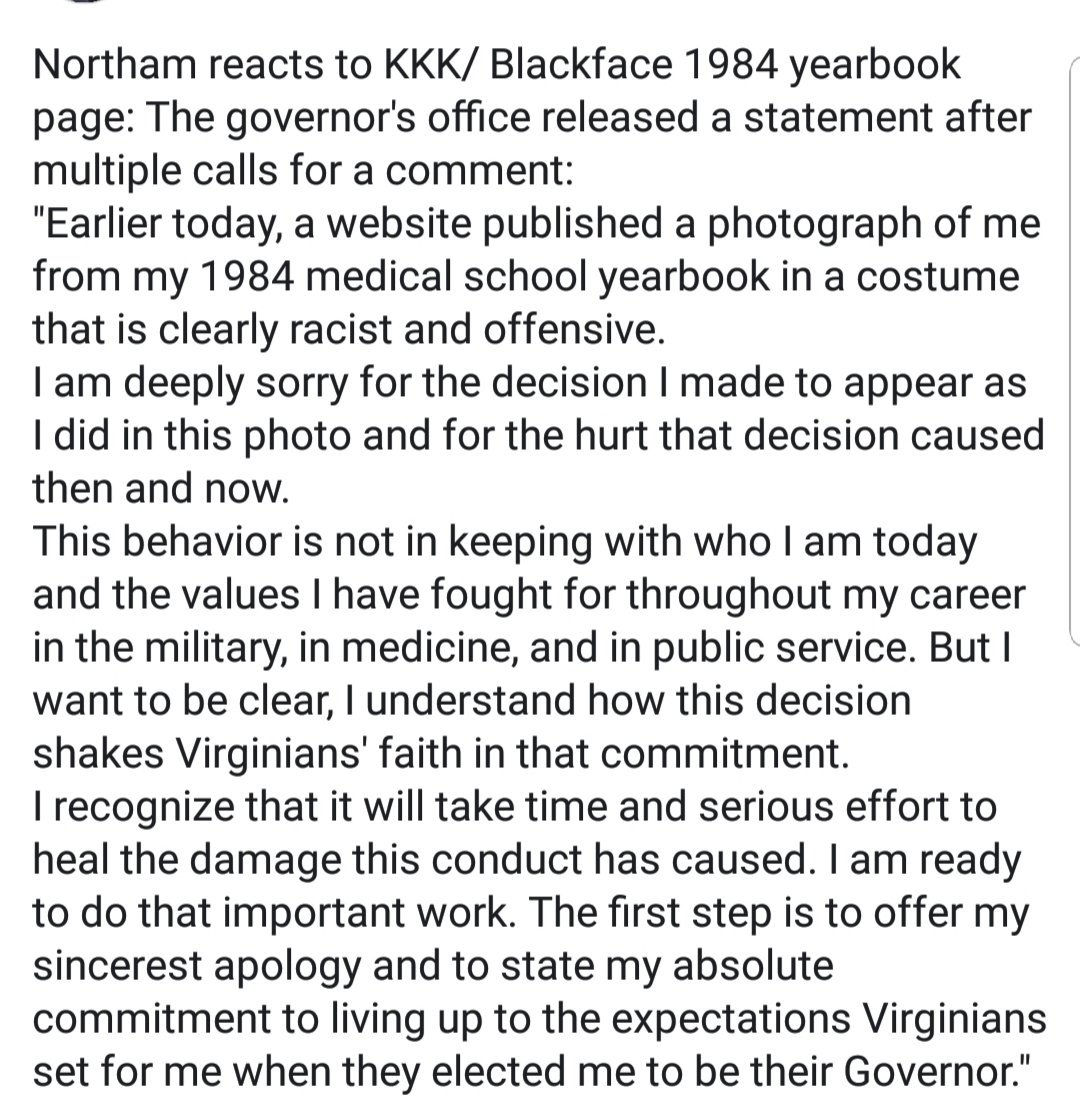 Northam reacts to KKK/ Blackface 1984 yearbook
page: The governor's office released a statement after
multiple calls for a comment:
"Earlier today, a website published a photograph of me
from my 1984 medical school yearbook in a costume
that is clearly racist and offensive.
I am deeply sorry for the decision I made to appear as
I did in this photo and for the hurt that decision caused
then and now.
This behavior is not in keeping with who I am today
and the values I have fought for throughout my career
in the military, in medicine, and in public service. But I
want to be clear, I understand how this decision
shakes Virginians' faith in that commitment.
I recognize that it will take time and serious effort to
heal the damage this conduct has caused. I am ready
to do that important work. The first step is to offer my
sincerest apology and to state my absolute
commitment to living up to the expectations Virginians
set for me when they elected me to be their Governor."